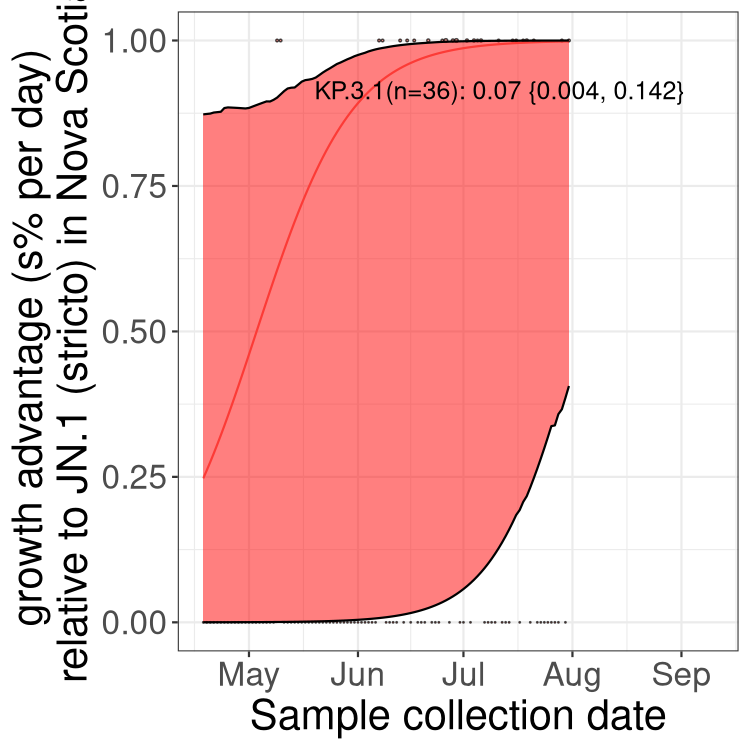 growth advantage (s% per day)
relative to JN.1 (stricto) in Nova Scotia
1.00
0.75
0.50
0.25
0.00
KP.3.1(n=36): 0.07 {0.004, 0.142}
May Jun Jul Aug Sep
Sample collection date